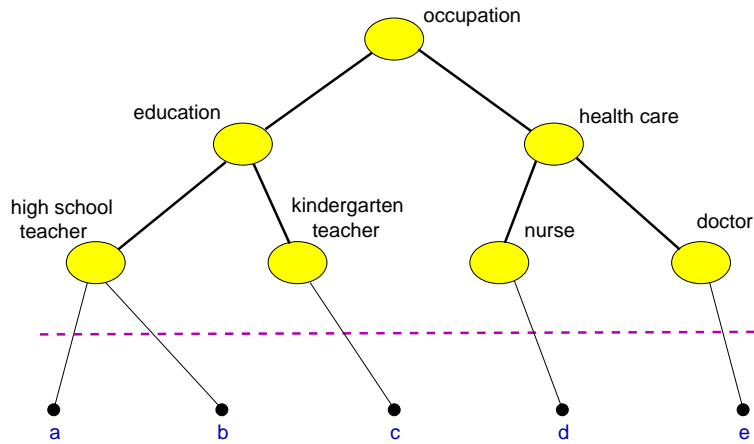 occupation
education
health care
high school
teacher
kindergarten
teacher
nurse
doctor
a
b
c
d
e